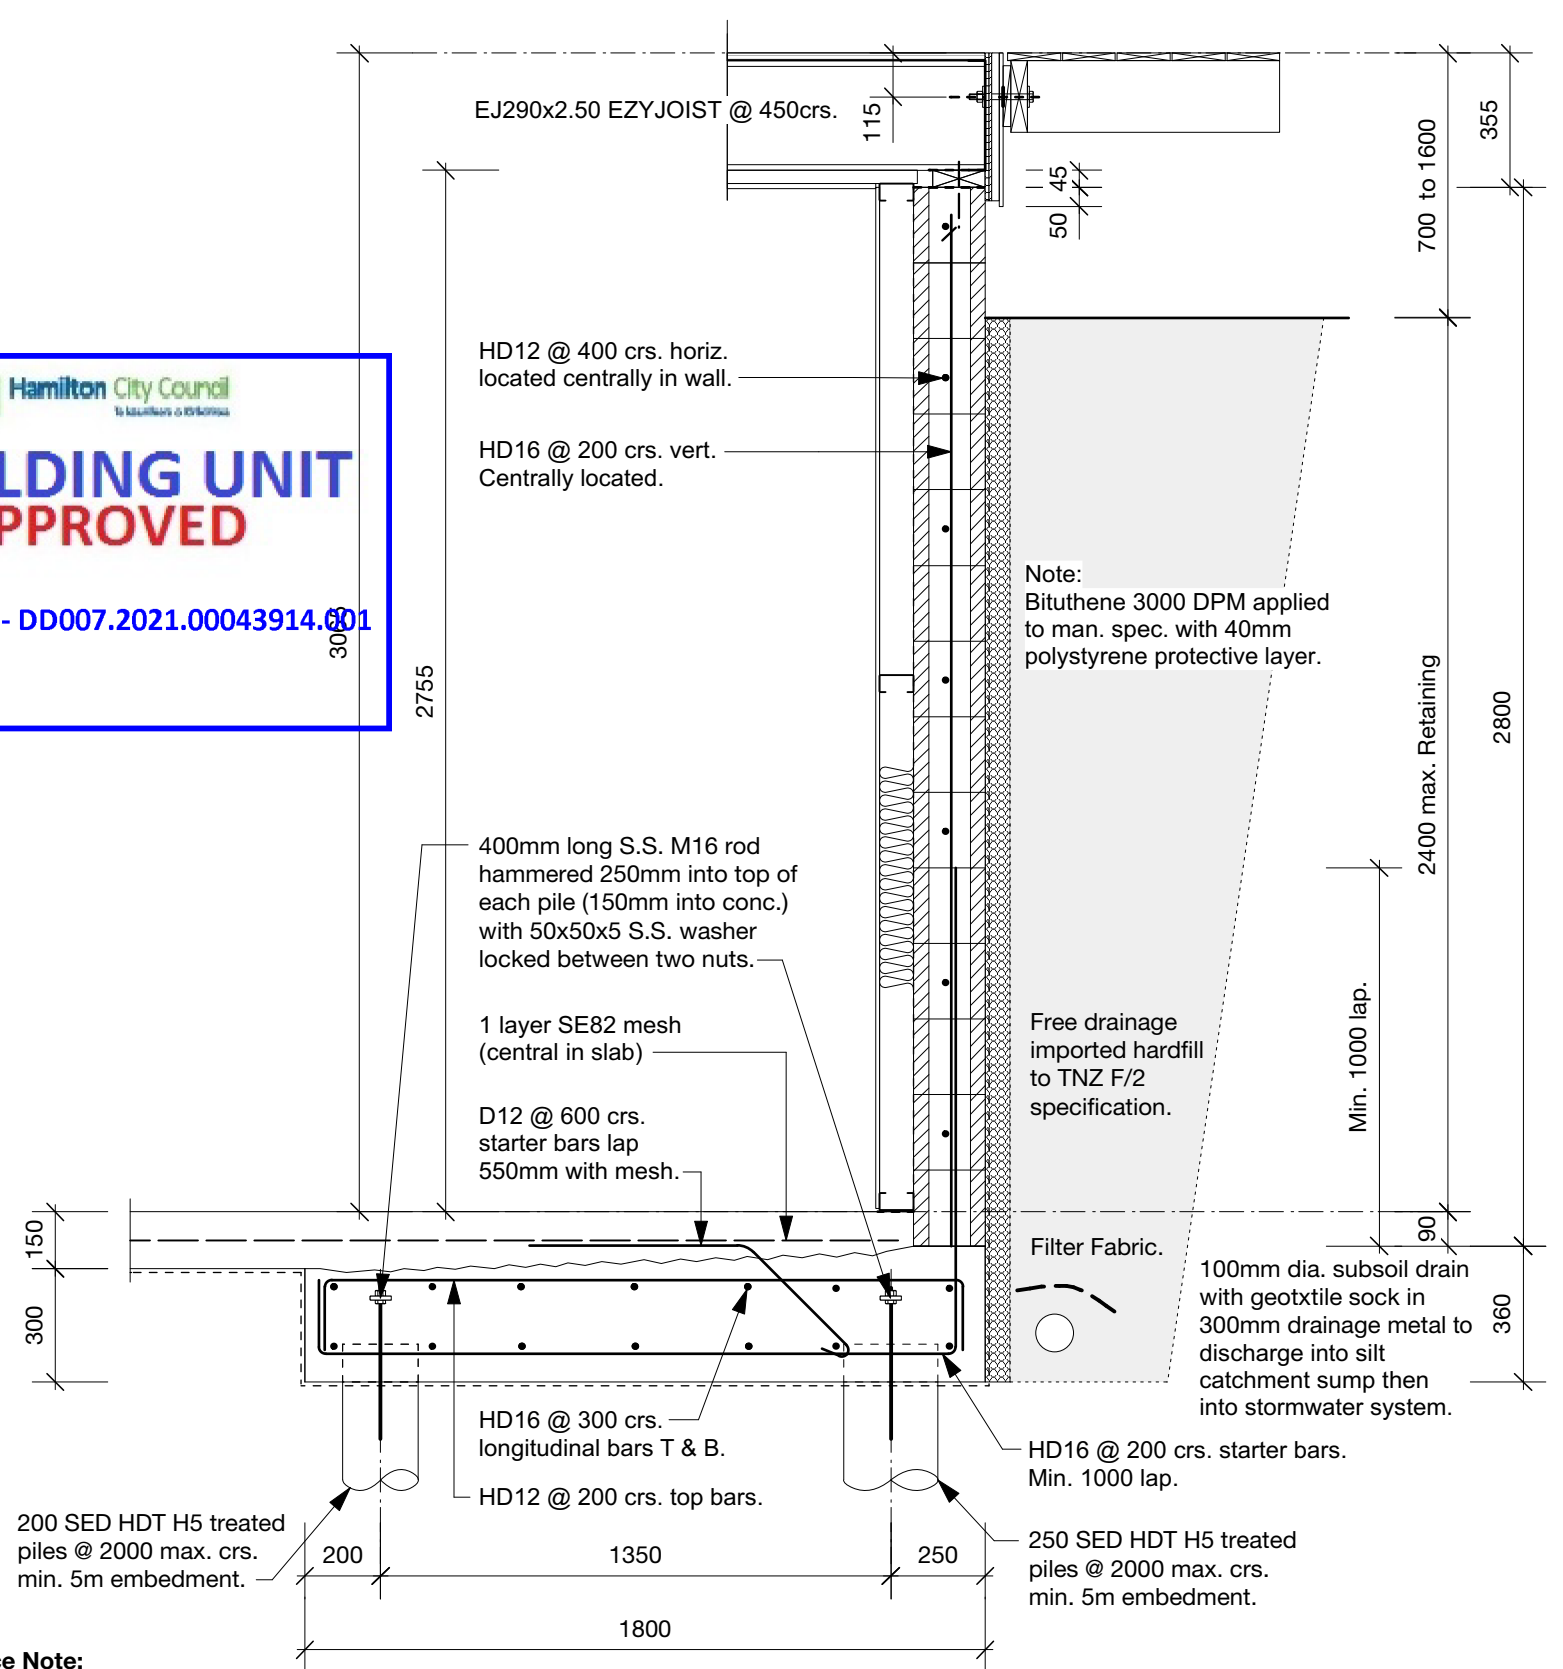 EJ290x2.50 EZYJOIST @ 450crs.
115
45
50
700 to 1600
355
HD12 @ 400 crs. horiz.
located centrally in wall.
HD16 @ 200 crs. vert.
Centrally located.
Hamilton City Council
LDING UNIT
PPROVED
- DD007.2021.00043914.001
2755
Note:
Bituthene 3000 DPM applied
to man. spec. with 40mm
polystyrene protective layer.
2400 max. Retaining
2800
400mm long S.S. M16 rod
hammered 250mm into top of
each pile (150mm into conc.)
with 50x50x5 S.S. washer
locked between two nuts.
1 layer SE82 mesh
(central in slab)
D12 @ 600 crs.
starter bars lap
550mm with mesh.
Free drainage
imported hardfill
to TNZ F/2
specification.
Min. 1000 lap.
150
300
90
360
Filter Fabric.
100mm dia. subsoil drain
with geotxtile sock in
300mm drainage metal to
discharge into silt
catchment sump then
into stormwater system.
HD16 @ 300 crs.
longitudinal bars T & B.
HD12 @ 200 crs. top bars.
HD16 @ 200 crs. starter bars.
Min. 1000 lap.
200 SED HDT H5 treated
piles @ 2000 max. crs.
min. 5m embedment.
250 SED HDT H5 treated
piles @ 2000 max. crs.
min. 5m embedment.
200
1350
250
1800
ce Note: